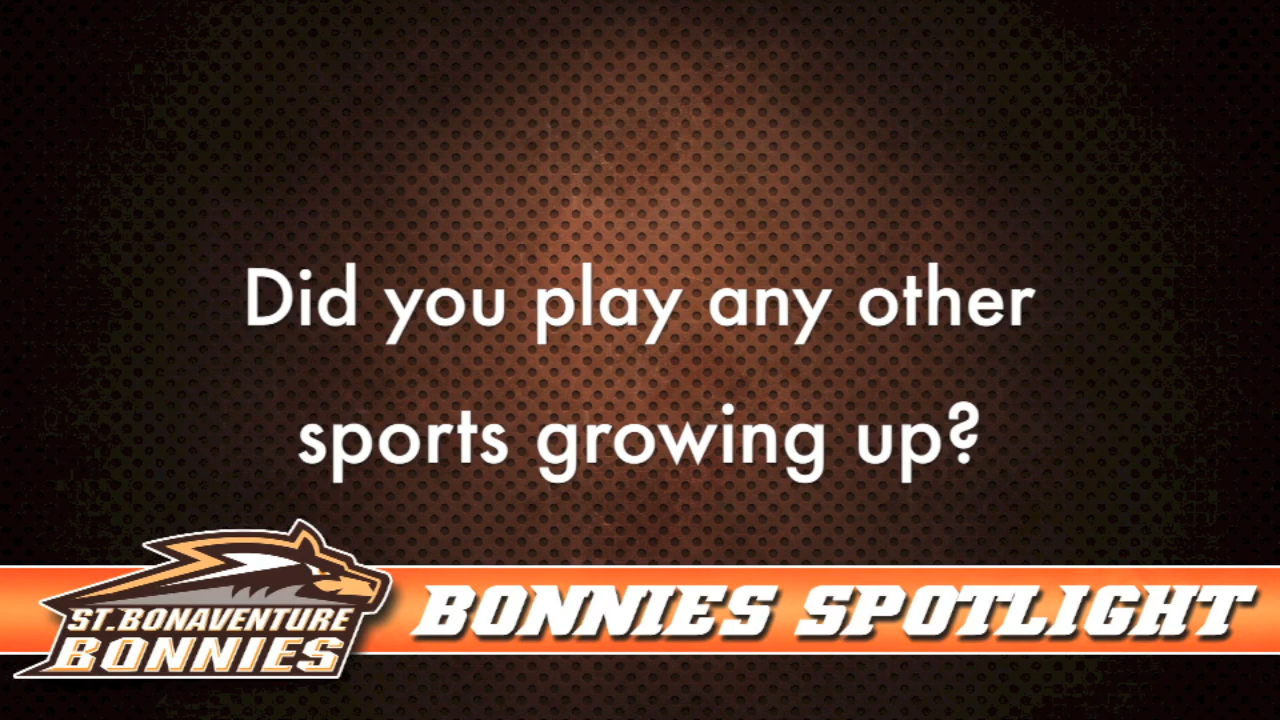 Did you play any other
sports growing up?
ST.BONAVENTURE
BONNIES
BONNIES SPOTLIGHT